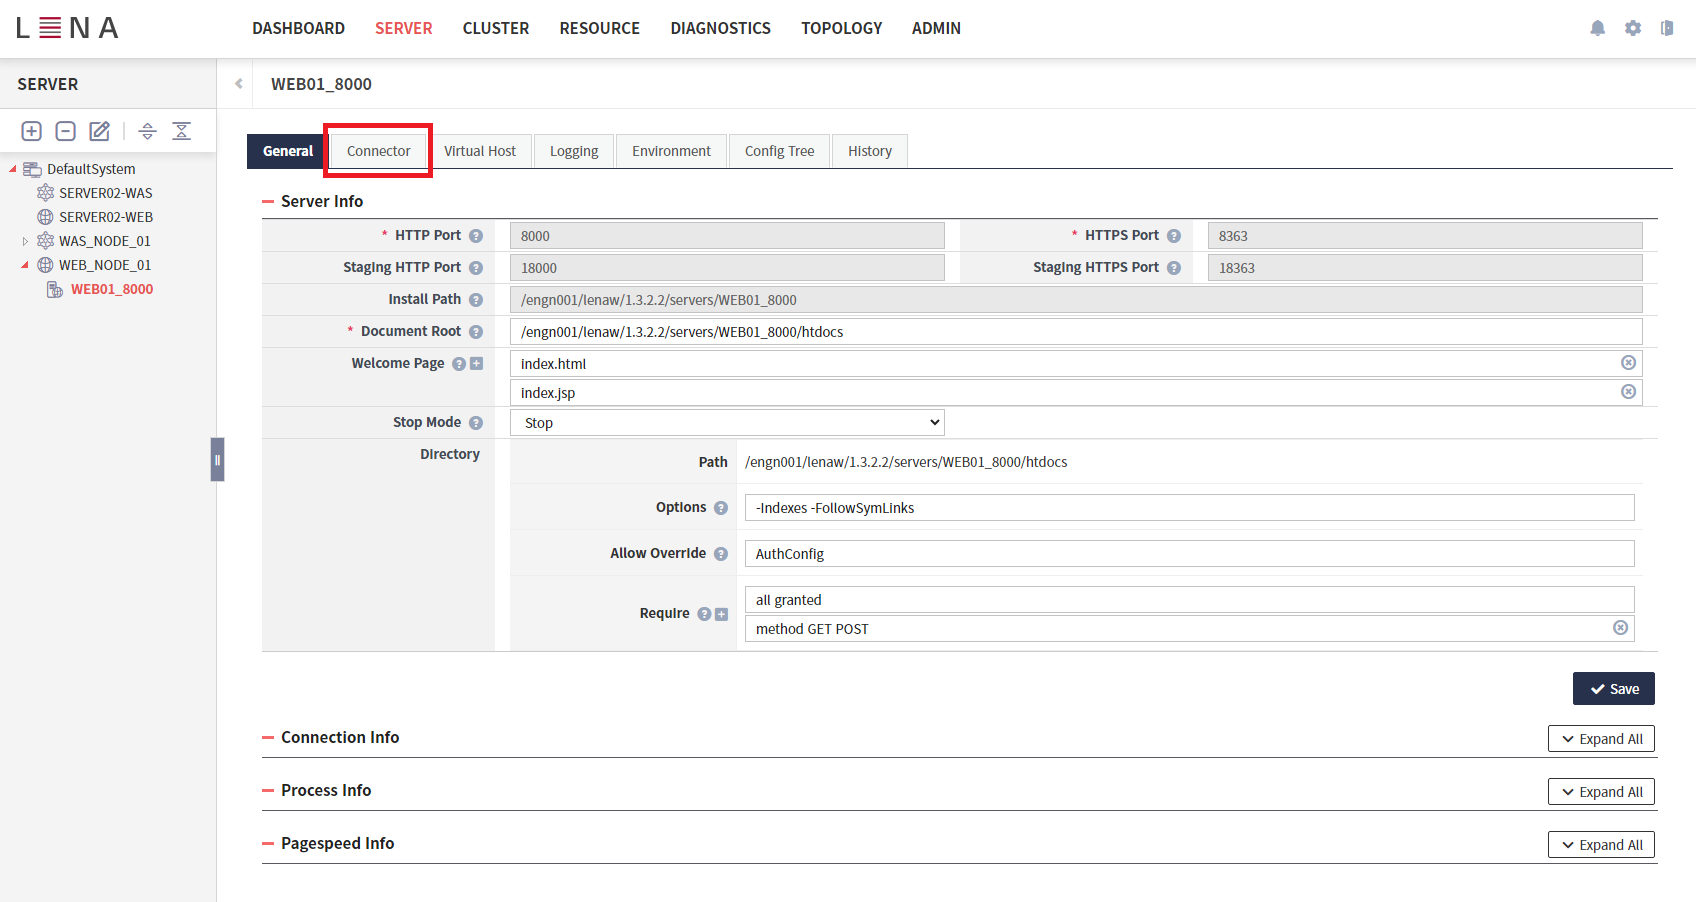 LENA
DASHBOARD SERVER CLUSTER RESOURCE DIAGNOSTICS TOPOLOGY ADMIN
SERVER
WEB01_8000
DefaultSystem
SERVER02-WAS
SERVER02-WEB
WAS_NODE_01
WEB_NODE_01
WEB01_8000
General Connector Virtual Host Logging Environment Config Tree History
Server Info
* HTTP Port 8000 * HTTPS Port 8363
Staging HTTP Port 18000 Staging HTTPS Port 18363
Install Path /engn001/lenaw/1.3.2.2/servers/WEB01_8000
* Document Root /engn001/lenaw/1.3.2.2/servers/WEB01_8000/htdocs
Welcome Page index.html
index.jsp
Stop Mode Stop
Directory
Path /engn001/lenaw/1.3.2.2/servers/WEB01_8000/htdocs
Options -Indexes -FollowSymLinks
Allow Override AuthConfig
Require all granted
method GET POST
Save
Connection Info Expand All
Process Info Expand All
Pagespeed Info Expand All